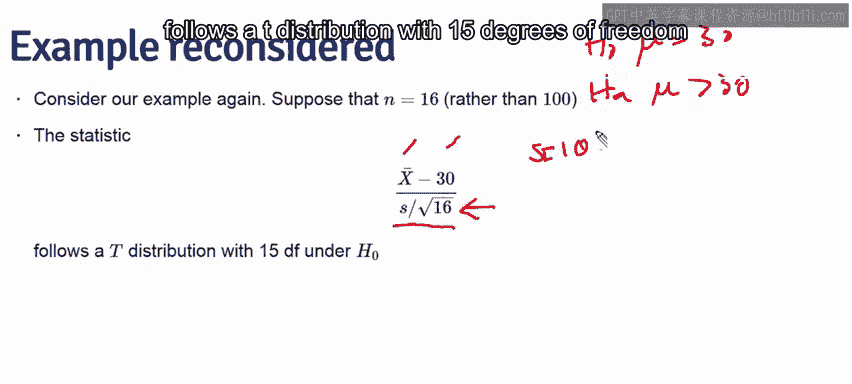 follows a t distribution with 15 degrees of freedom
Example reconsidered
H₀ μ = 30
Hₐ μ > 30
· Consider our example again. Suppose that n = 16 (rather than 100)
· The statistic
X̄ − 30
s/√16
follows a T distribution with 15 df under H₀